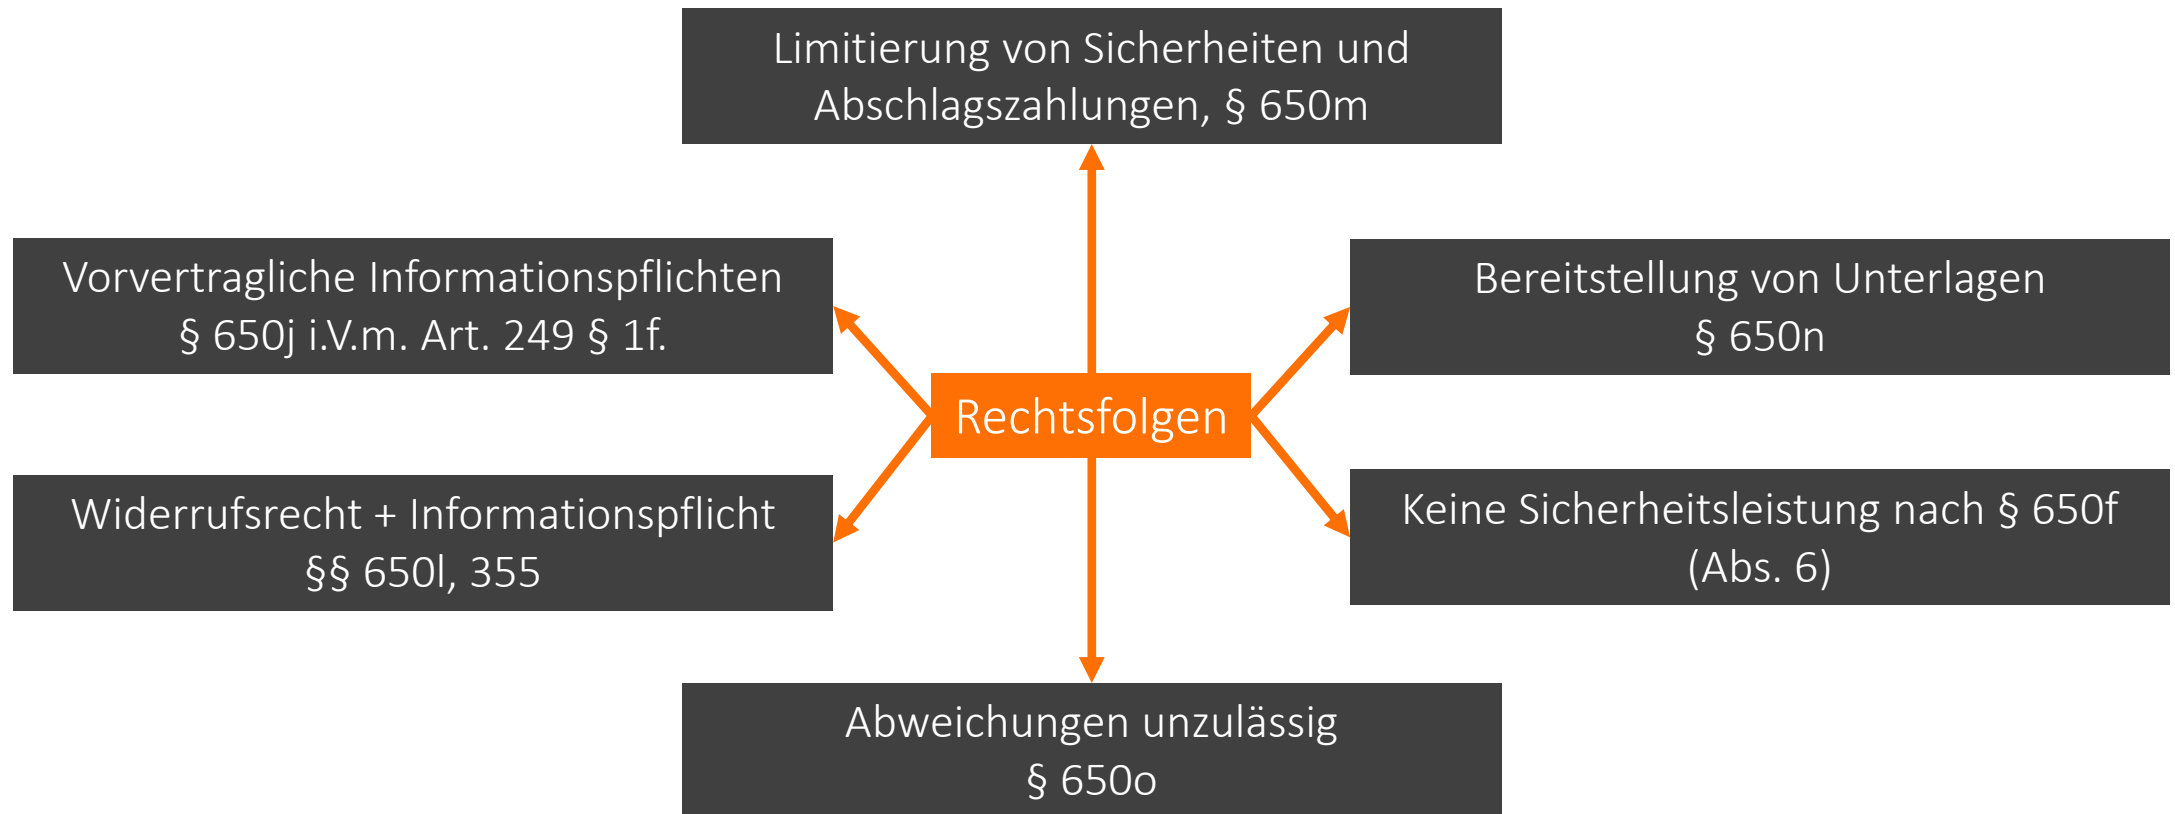 Limitierung von Sicherheiten und
Abschlagszahlungen, § 650m
Vorvertragliche Informationspflichten
§ 650j i.V.m. Art. 249 § 1f.
Bereitstellung von Unterlagen
§ 650n
Rechtsfolgen
Widerrufsrecht + Informationspflicht
§§ 650l, 355
Keine Sicherheitsleistung nach § 650f
(Abs. 6)
Abweichungen unzulässig
§ 650o